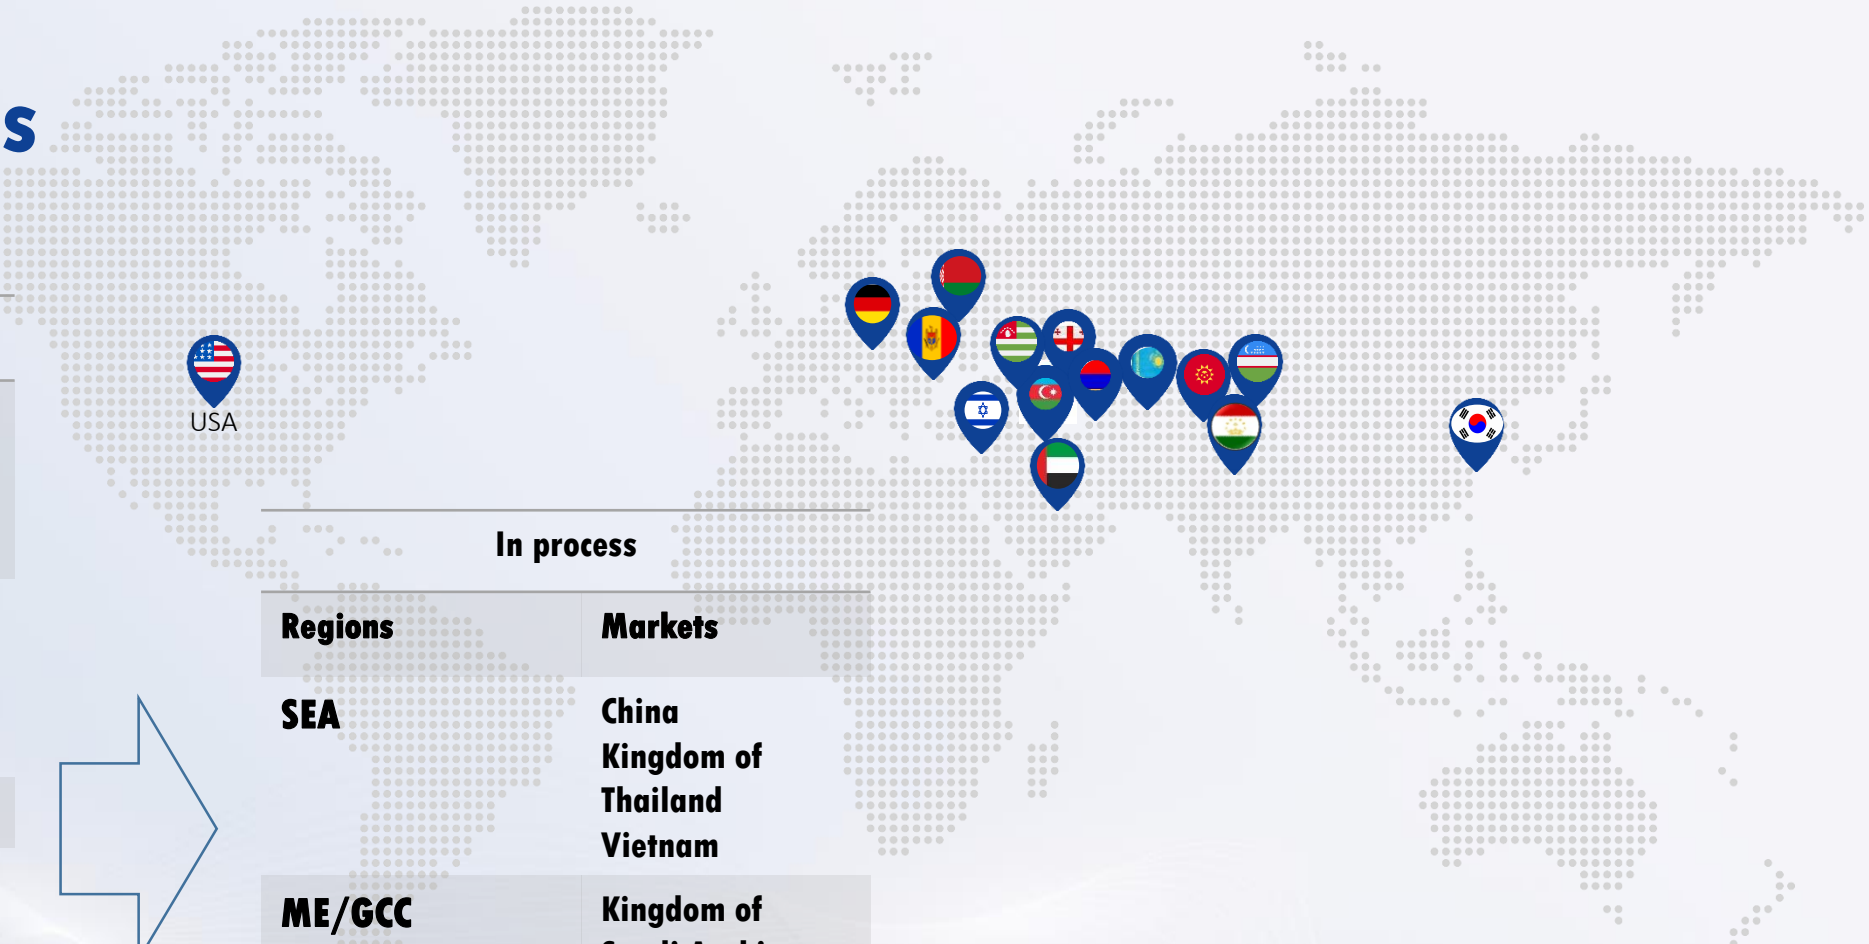 s
USA
In process
Regions
Markets
SEA
China
Kingdom of
Thailand
Vietnam
ME/GCC
Kingdom of